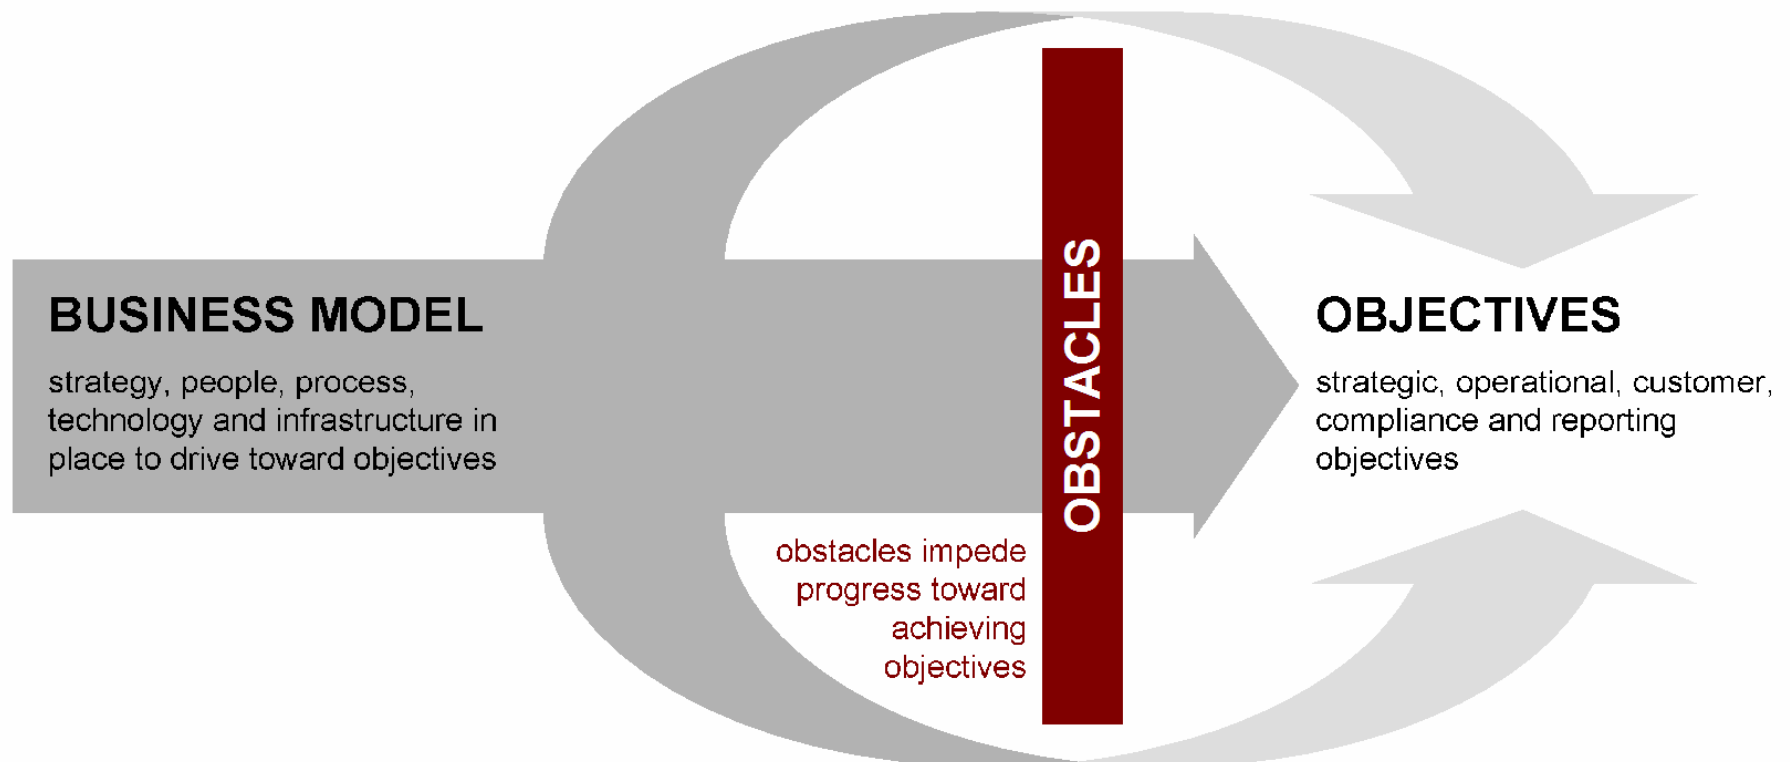 BUSINESS MODEL
strategy, people, process,
technology and infrastructure in
place to drive toward objectives
obstacles impede
progress toward
achieving
objectives
OBSTACLES
OBJECTIVES
strategic, operational, customer,
compliance and reporting
objectives